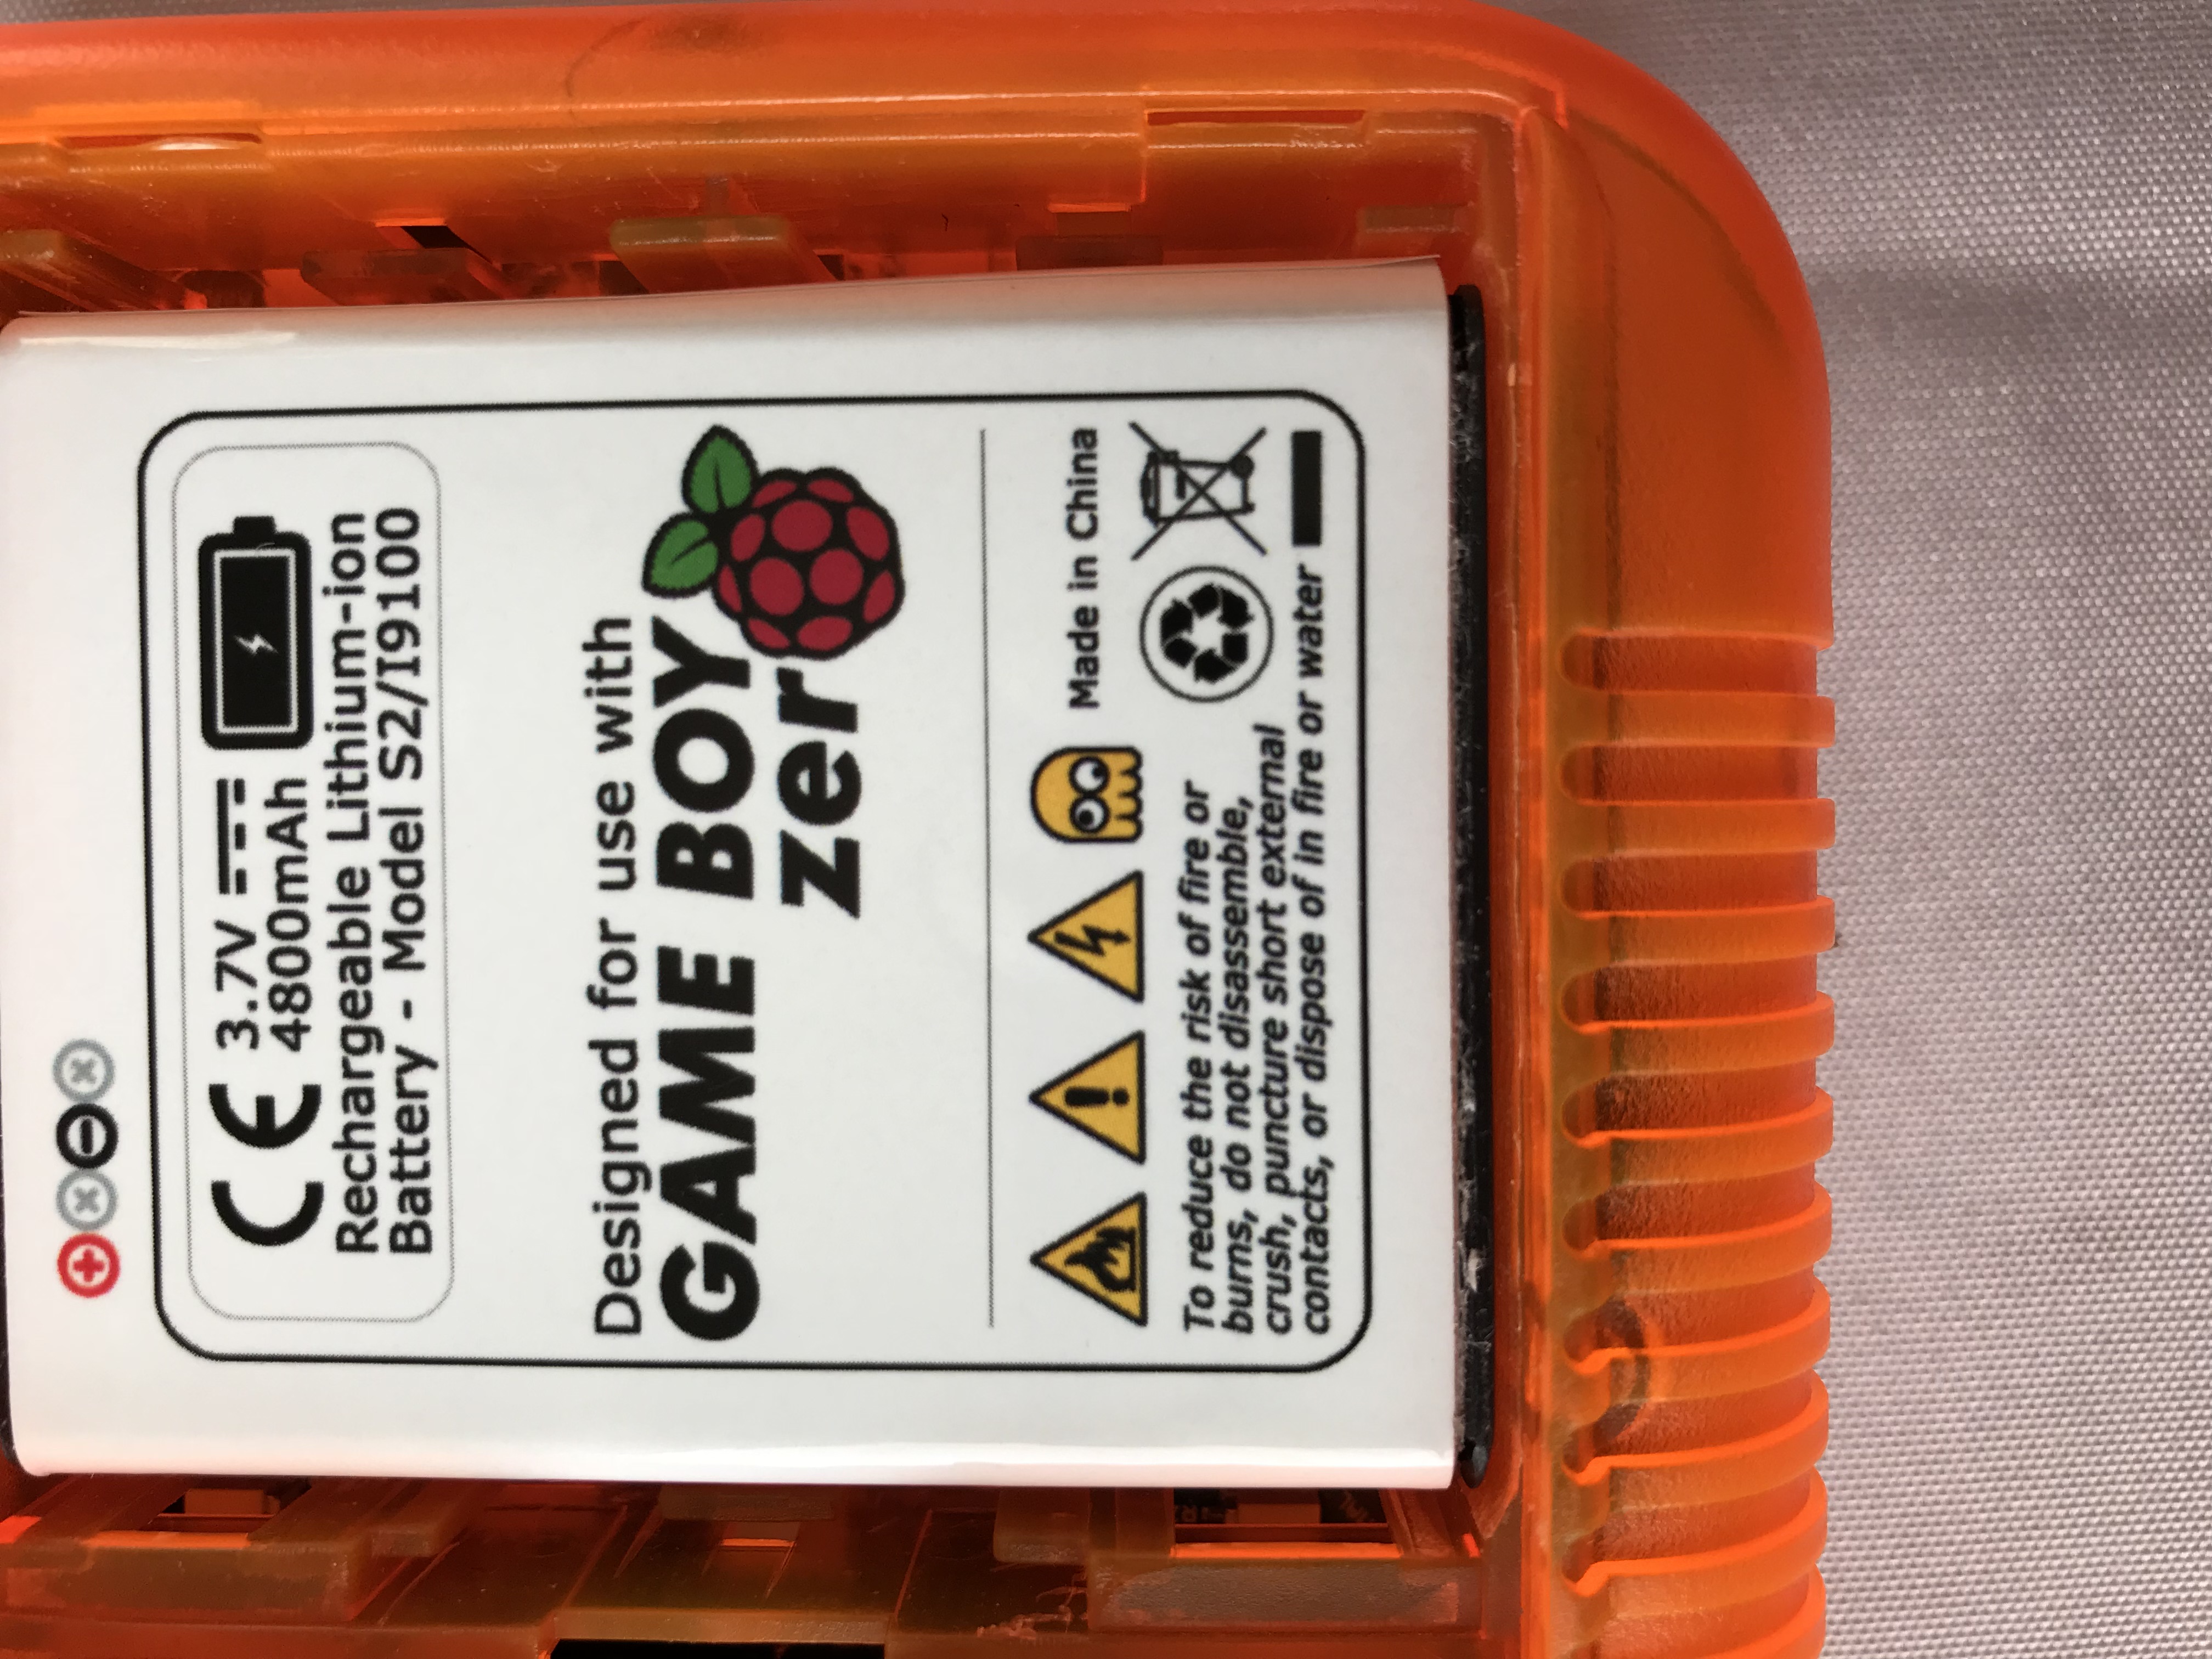 CE 3.7V
4800mAh
Rechargeable Lithium-ion
Battery - Model S2/I9100
Designed for use with
GAME BOY
zer
Made in China
To reduce the risk of fire or
burns, do not disassemble,
crush, puncture short external
contacts, or dispose of in fire or water